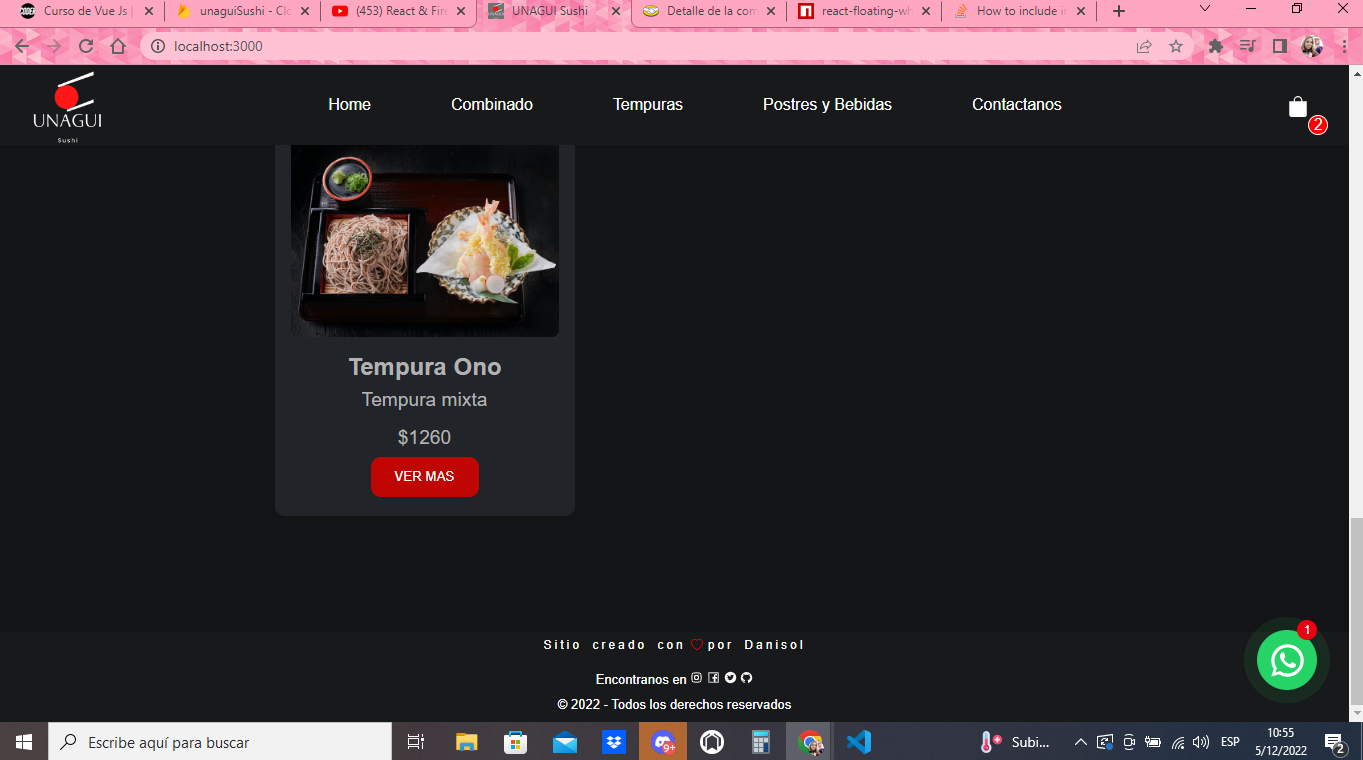 Curso de Vue Js |
unaguiSushi - Clo
(453) React & Fire
UNAGUI Sushi
Detalle de la com
react-floating-wh
How to include in
localhost:3000
UNAGUI
Sushi
Home
Combinado
Tempuras
Postres y Bebidas
Contactanos
2
Tempura Ono
Tempura mixta
$1260
VER MAS
Sitio creado con por Danisol
Encontranos en
© 2022 - Todos los derechos reservados
1
Escribe aquí para buscar
9+
Subi...
ESP
10:55
5/12/2022
2